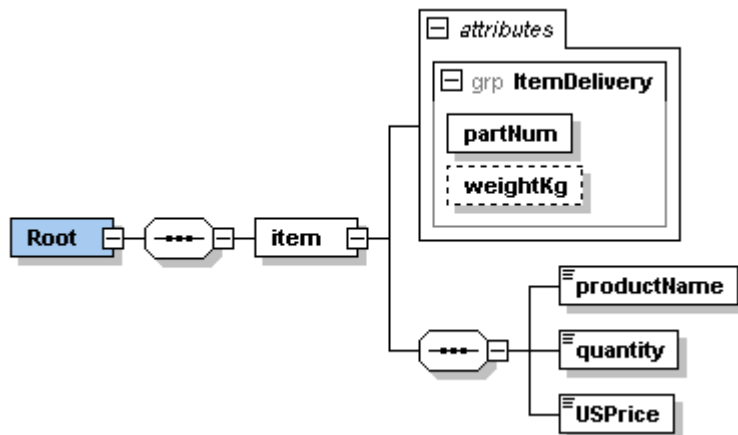 attributes
grp ItemDelivery
partNum
weightKg
Root
item
productName
quantity
USPrice